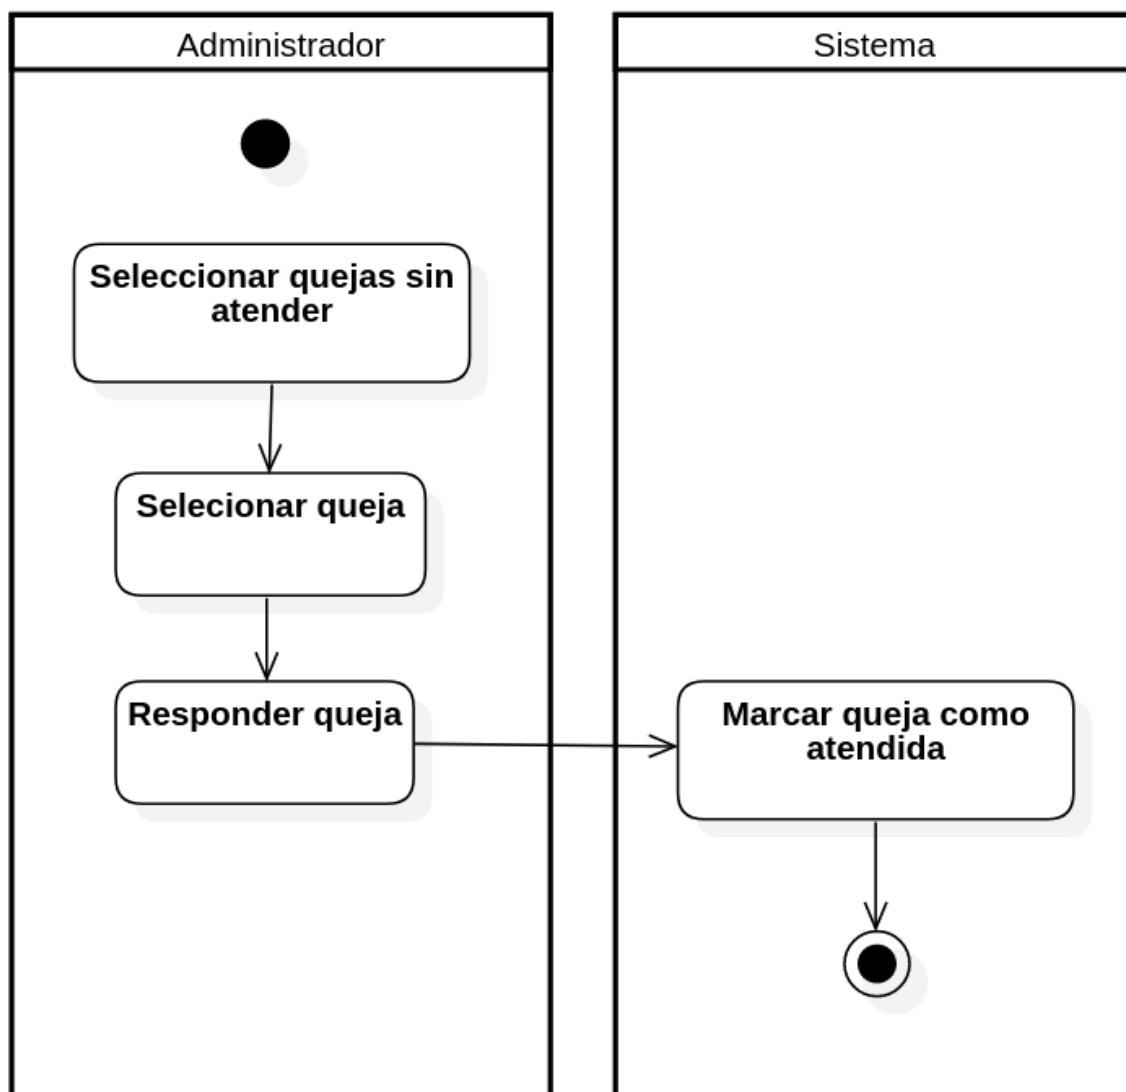 Administrador
Sistema
Seleccionar quejas sin
atender
Selecionar queja
Responder queja
Marcar queja como
atendida